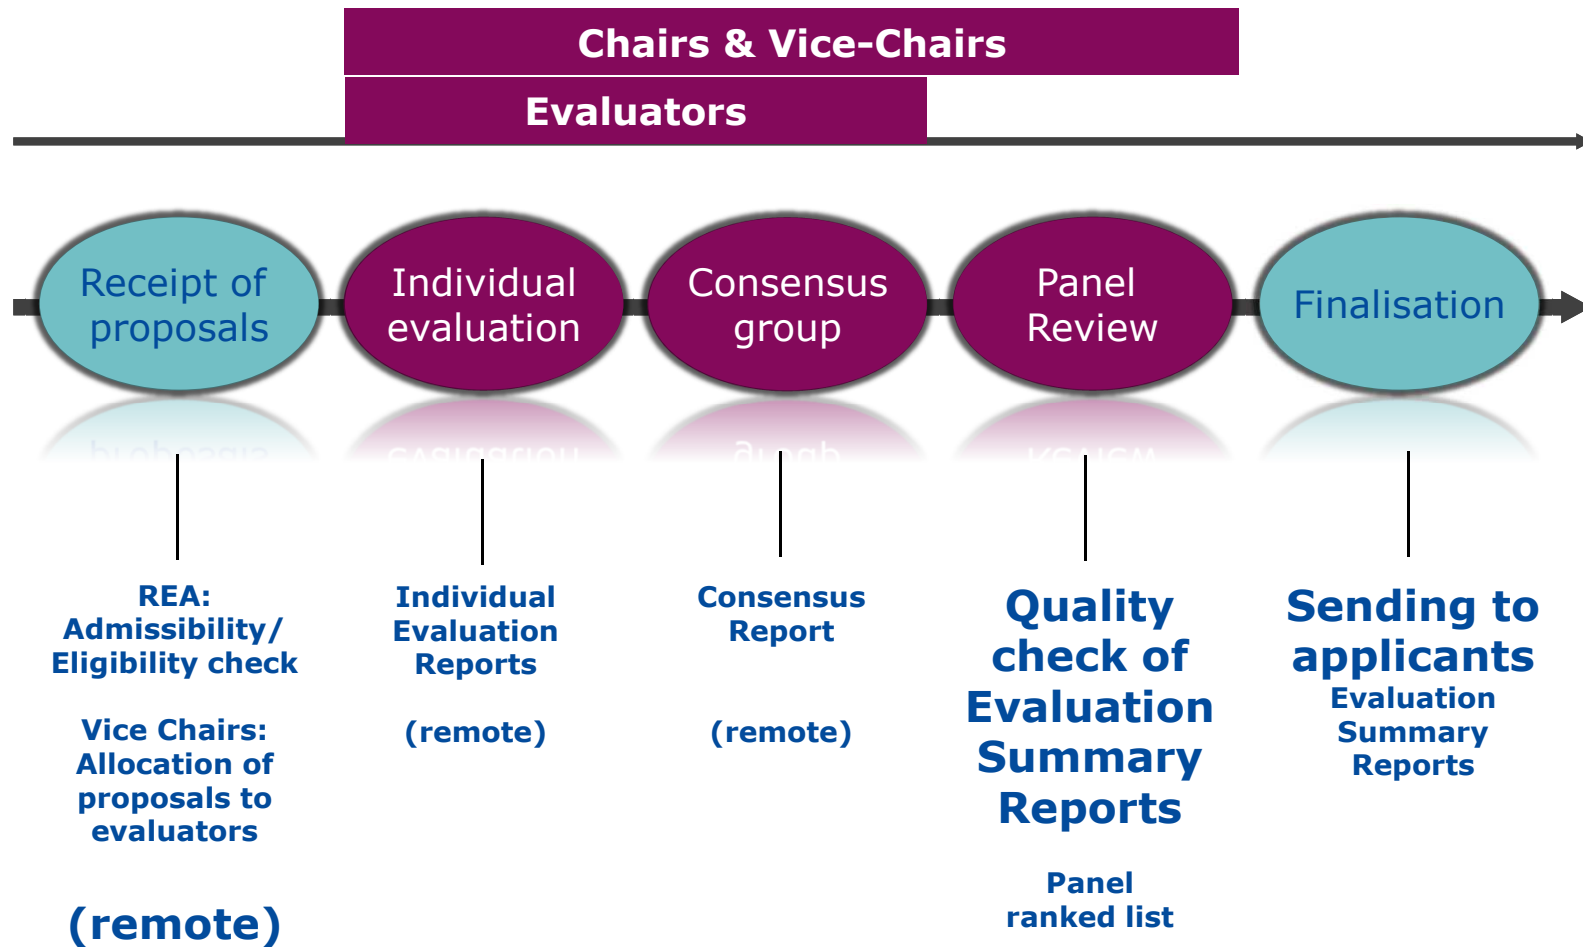 Chairs & Vice-Chairs
Evaluators
Receipt of
proposals
Individual
evaluation
Consensus
group
Panel
Review
Finalisation
REA:
Admissibility/
Eligibility check
Vice Chairs:
Allocation of
proposals to
evaluators
(remote)
Individual
Evaluation
Reports
(remote)
Consensus
Report
(remote)
Quality
check of
Evaluation
Summary
Reports
Panel
ranked list
Sending to
applicants
Evaluation
Summary
Reports